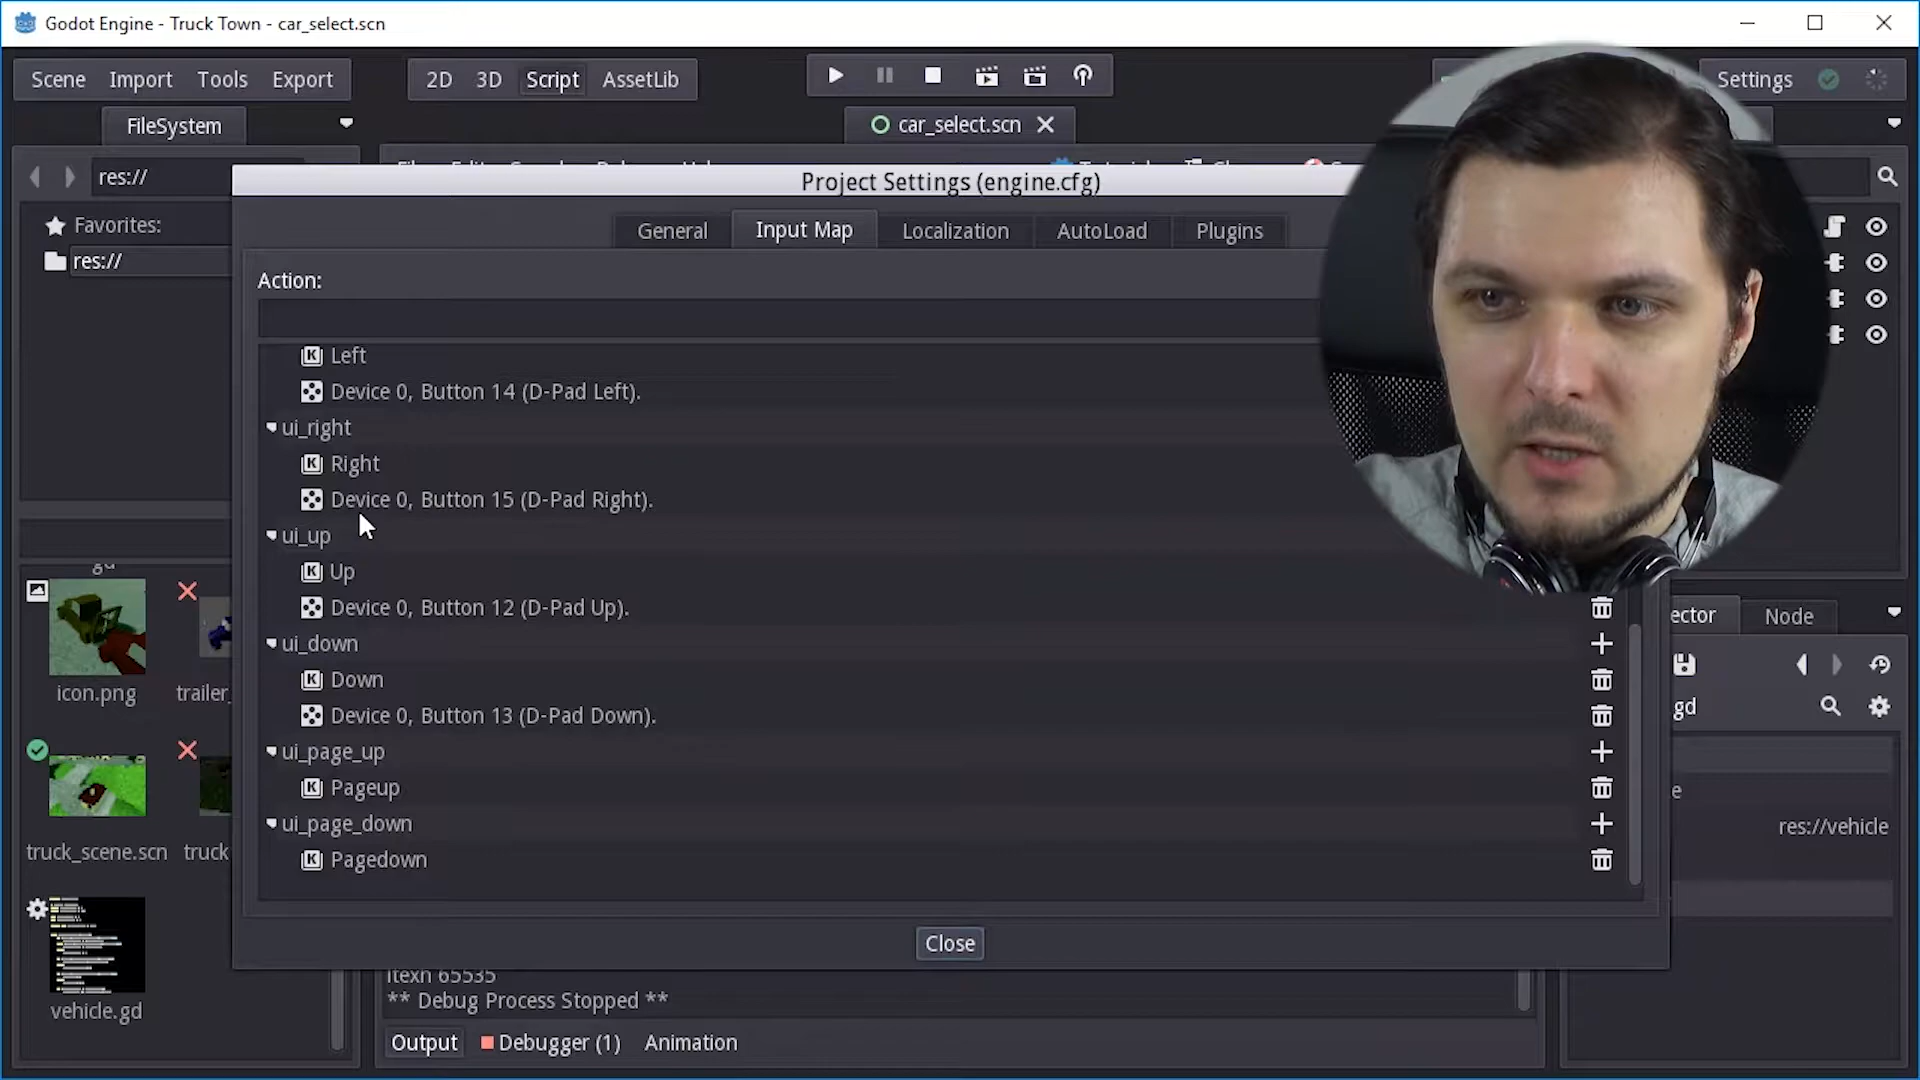 Godot Engine - Truck Town - car_select.scn
Scene Import Tools Export 2D 3D Script AssetLib Settings
FileSystem car_select.scn
res://
Project Settings (engine.cfg)
General Input Map Localization AutoLoad Plugins
Favorites:
res://
Action:
Left
Device 0, Button 14 (D-Pad Left).
ui_right
Right
Device 0, Button 15 (D-Pad Right).
ui_up
Up
Device 0, Button 12 (D-Pad Up).
ui_down
Down
Device 0, Button 13 (D-Pad Down).
ui_page_up
Pageup
ui_page_down
Pagedown
Close
icon.png trailer_
truck_scene.scn truck
vehicle.gd
ector Node
gd
e
res://vehicle
** Debug Process Stopped **
Output Debugger (1) Animation